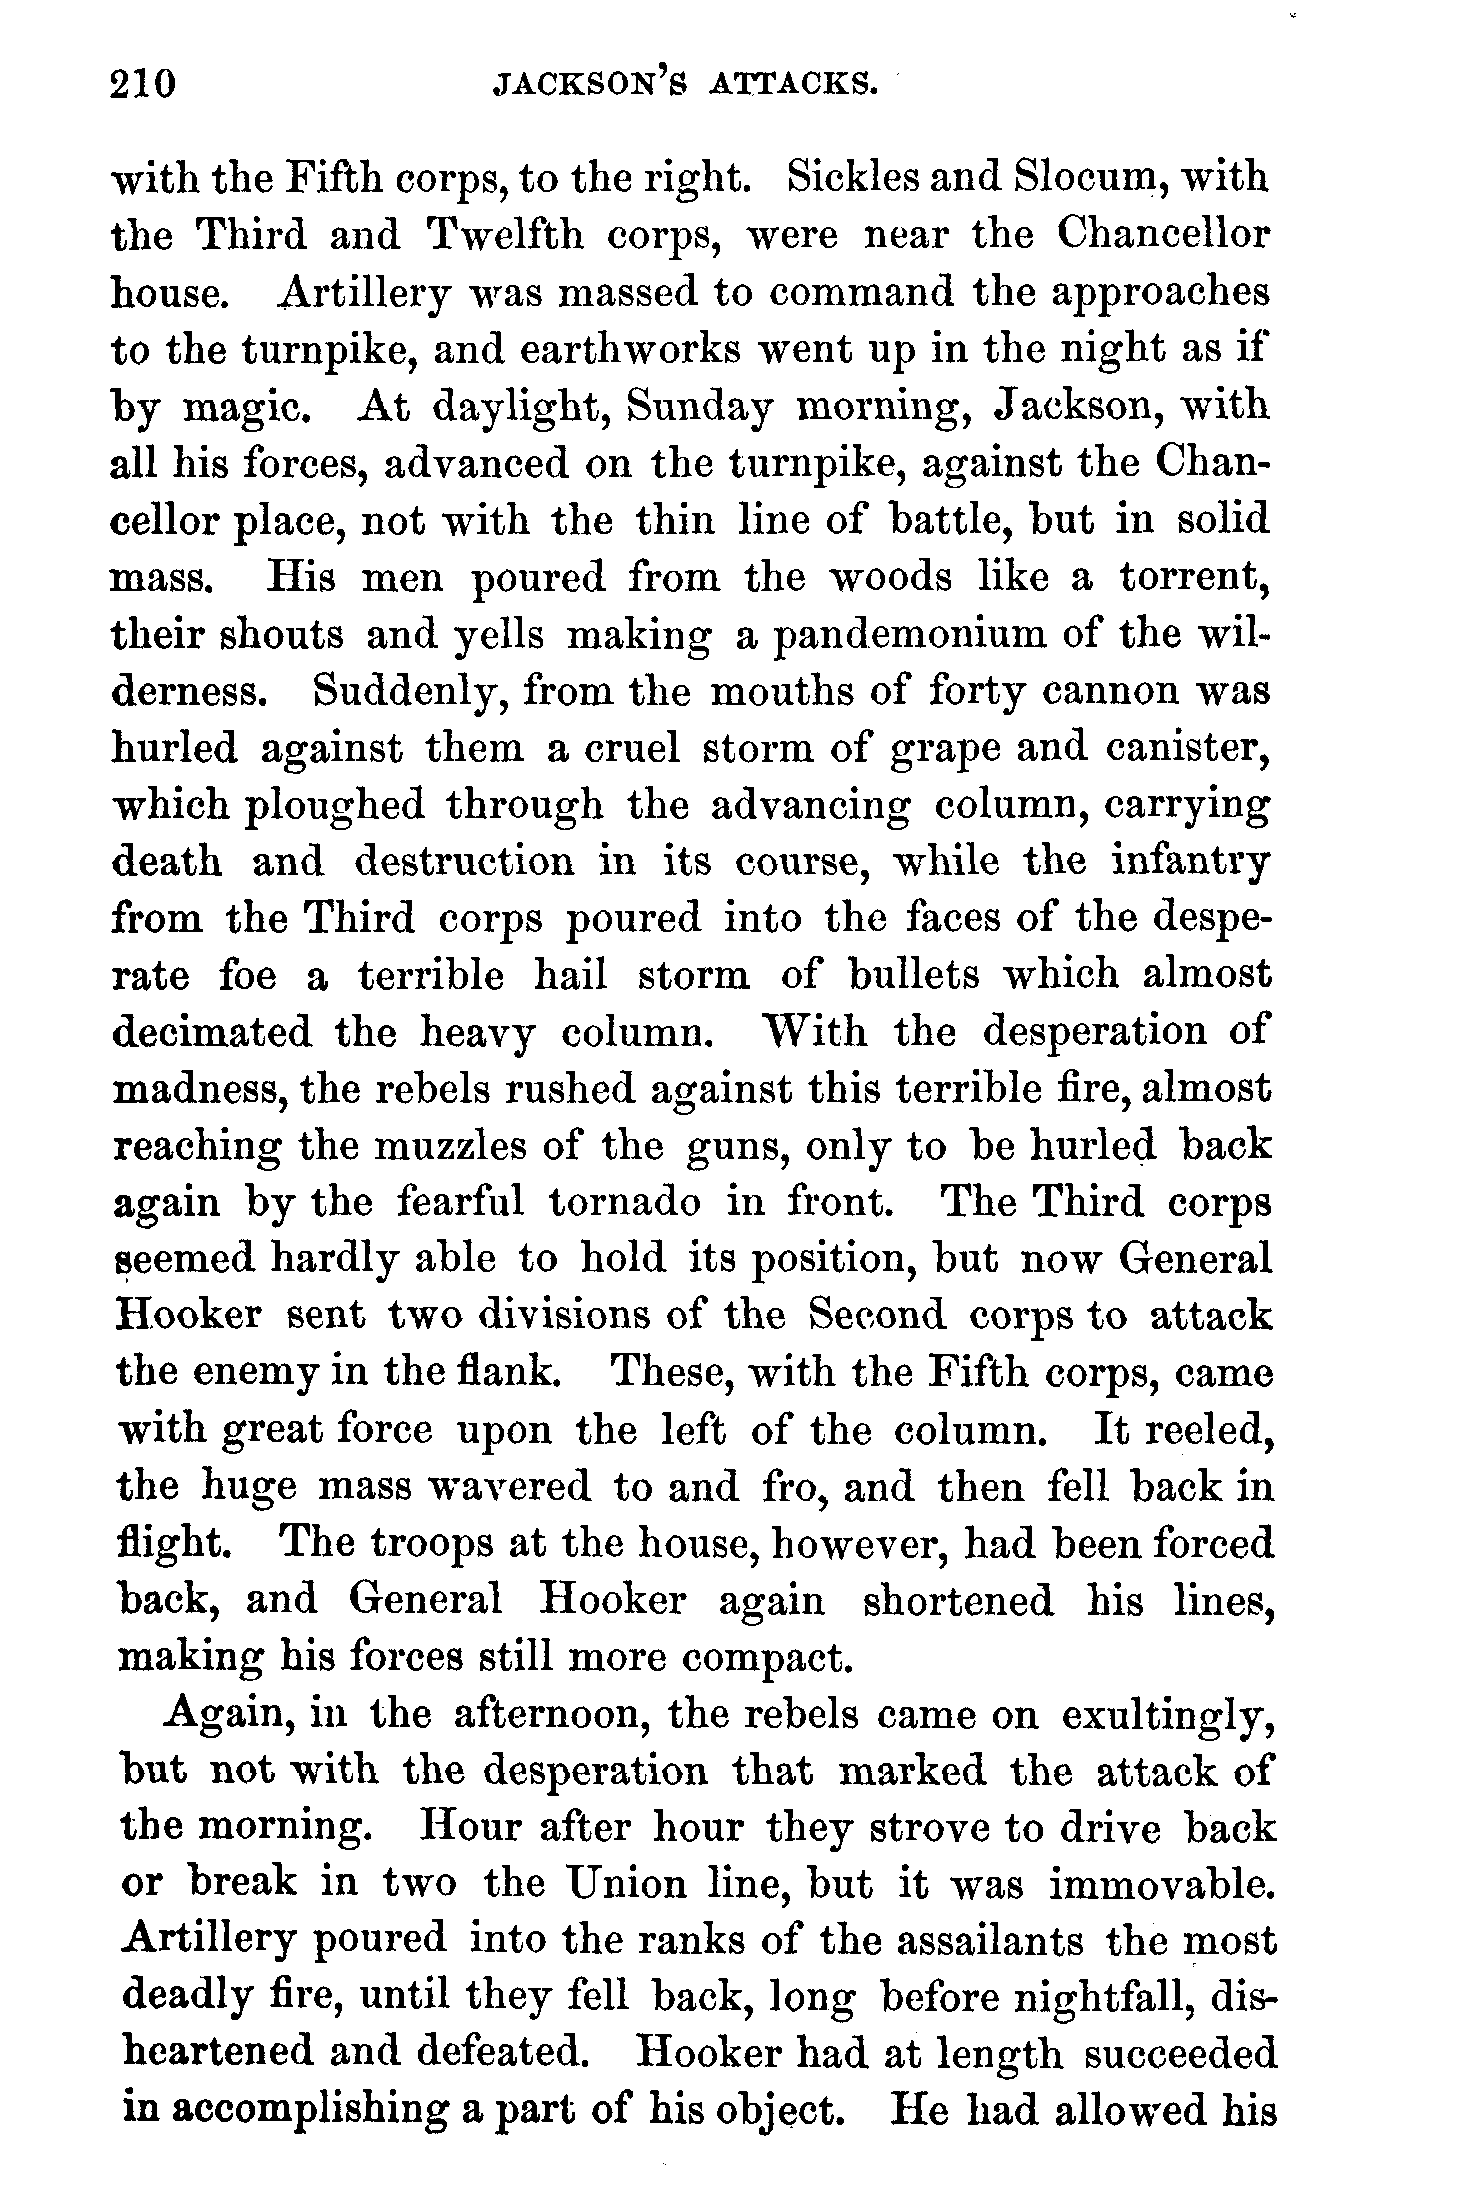 210 JACKSON'S ATTACKS.
with the Fifth corps, to the right. Sickles and Slocum, with
the Third and Twelfth corps, were near the Chancellor
house. Artillery was massed to command the approaches
to the turnpike, and earthworks went up in the night as if
by magic. At daylight, Sunday morning, Jackson, with
all his forces, advanced on the turnpike, against the Chan-
cellor place, not with the thin line of battle, but in solid
mass. His men poured from the woods like a torrent,
their shouts and yells making a pandemonium of the wil-
derness. Suddenly, from the mouths of forty cannon was
hurled against them a cruel storm of grape and canister,
which ploughed through the advancing column, carrying
death and destruction in its course, while the infantry
from the Third corps poured into the faces of the despe-
rate foe a terrible hail storm of bullets which almost
decimated the heavy column. With the desperation of
madness, the rebels rushed against this terrible fire, almost
reaching the muzzles of the guns, only to be hurled back
again by the fearful tornado in front. The Third corps
seemed hardly able to hold its position, but now General
Hooker sent two divisions of the Second corps to attack
the enemy in the flank. These, with the Fifth corps, came
with great force upon the left of the column. It reeled,
the huge mass wavered to and fro, and then fell back in
flight. The troops at the house, however, had been forced
back, and General Hooker again shortened his lines,
making his forces still more compact.
Again, in the afternoon, the rebels came on exultingly,
but not with the desperation that marked the attack of
the morning. Hour after hour they strove to drive back
or break in two the Union line, but it was immovable.
Artillery poured into the ranks of the assailants the most
deadly fire, until they fell back, long before nightfall, dis-
heartened and defeated. Hooker had at length succeeded
in accomplishing a part of his object. He had allowed his